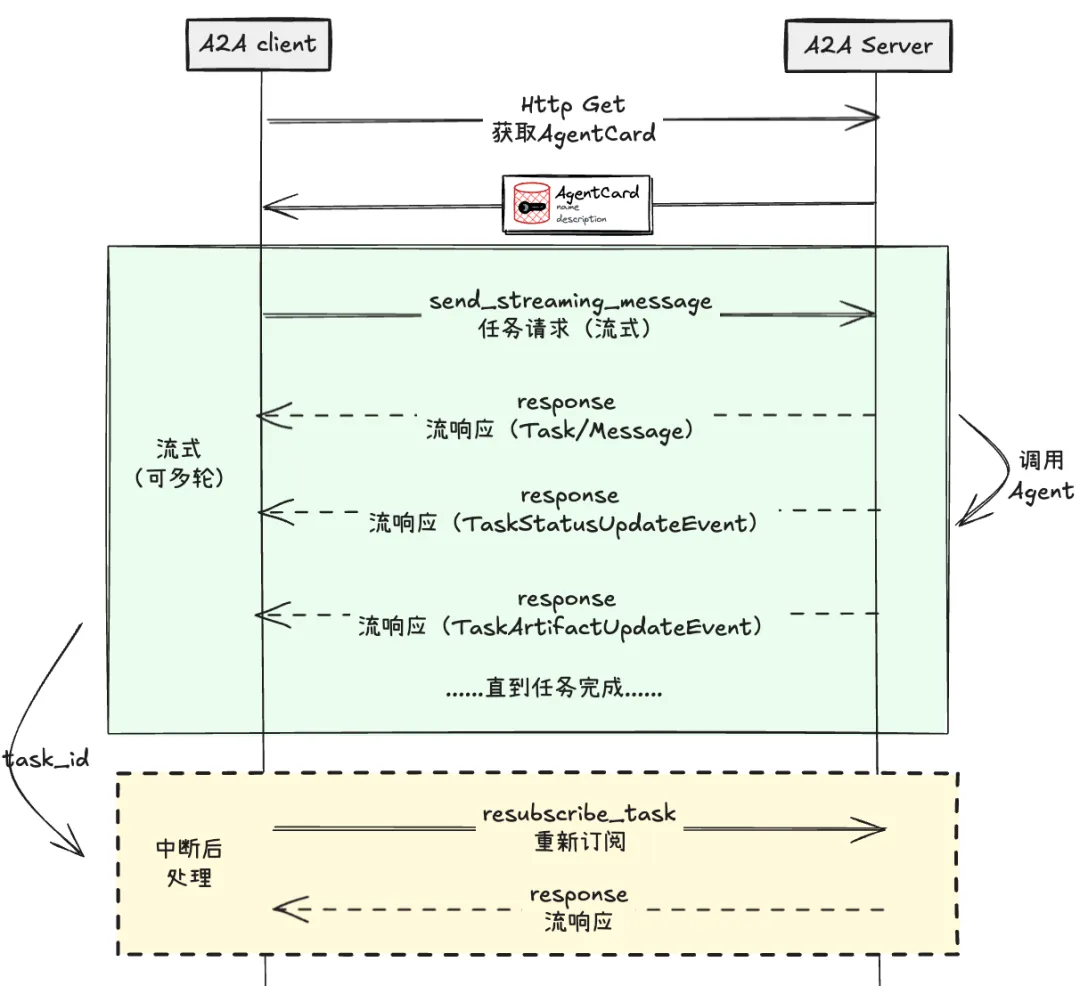 A2A client
A2A Server
Http Get
获取AgentCard
AgentCard
name
description
send_streaming_message
任务请求（流式）
response
流响应（Task/Message）
流式
（可多轮）
调用
Agent
response
流响应（TaskStatusUpdateEvent）
response
流响应（TaskArtifactUpdateEvent）
......直到任务完成......
task_id
resubscribe_task
重新订阅
中断后
处理
response
流响应